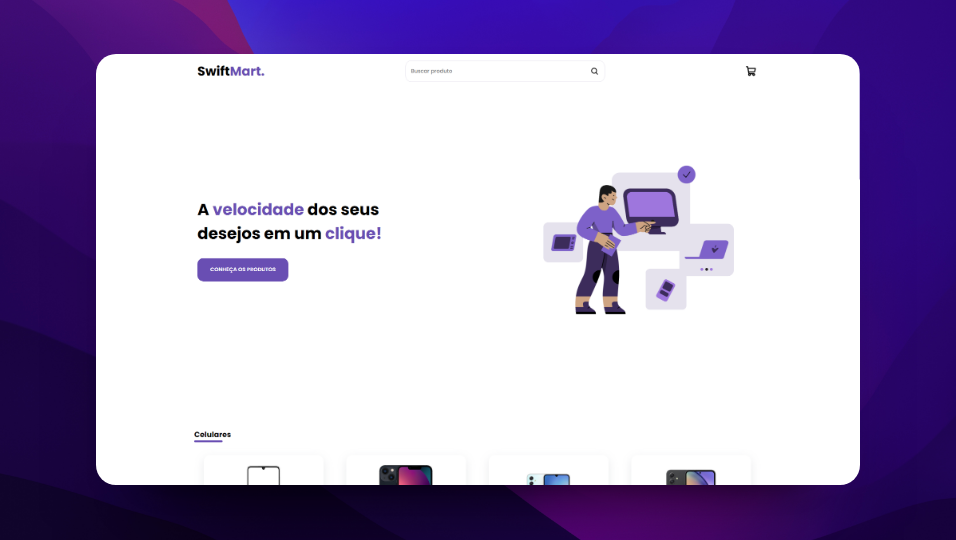 SwiftMart.
Buscar produto
A velocidade dos seus
desejos em um clique!
CONHEÇA OS PRODUTOS
Celulares